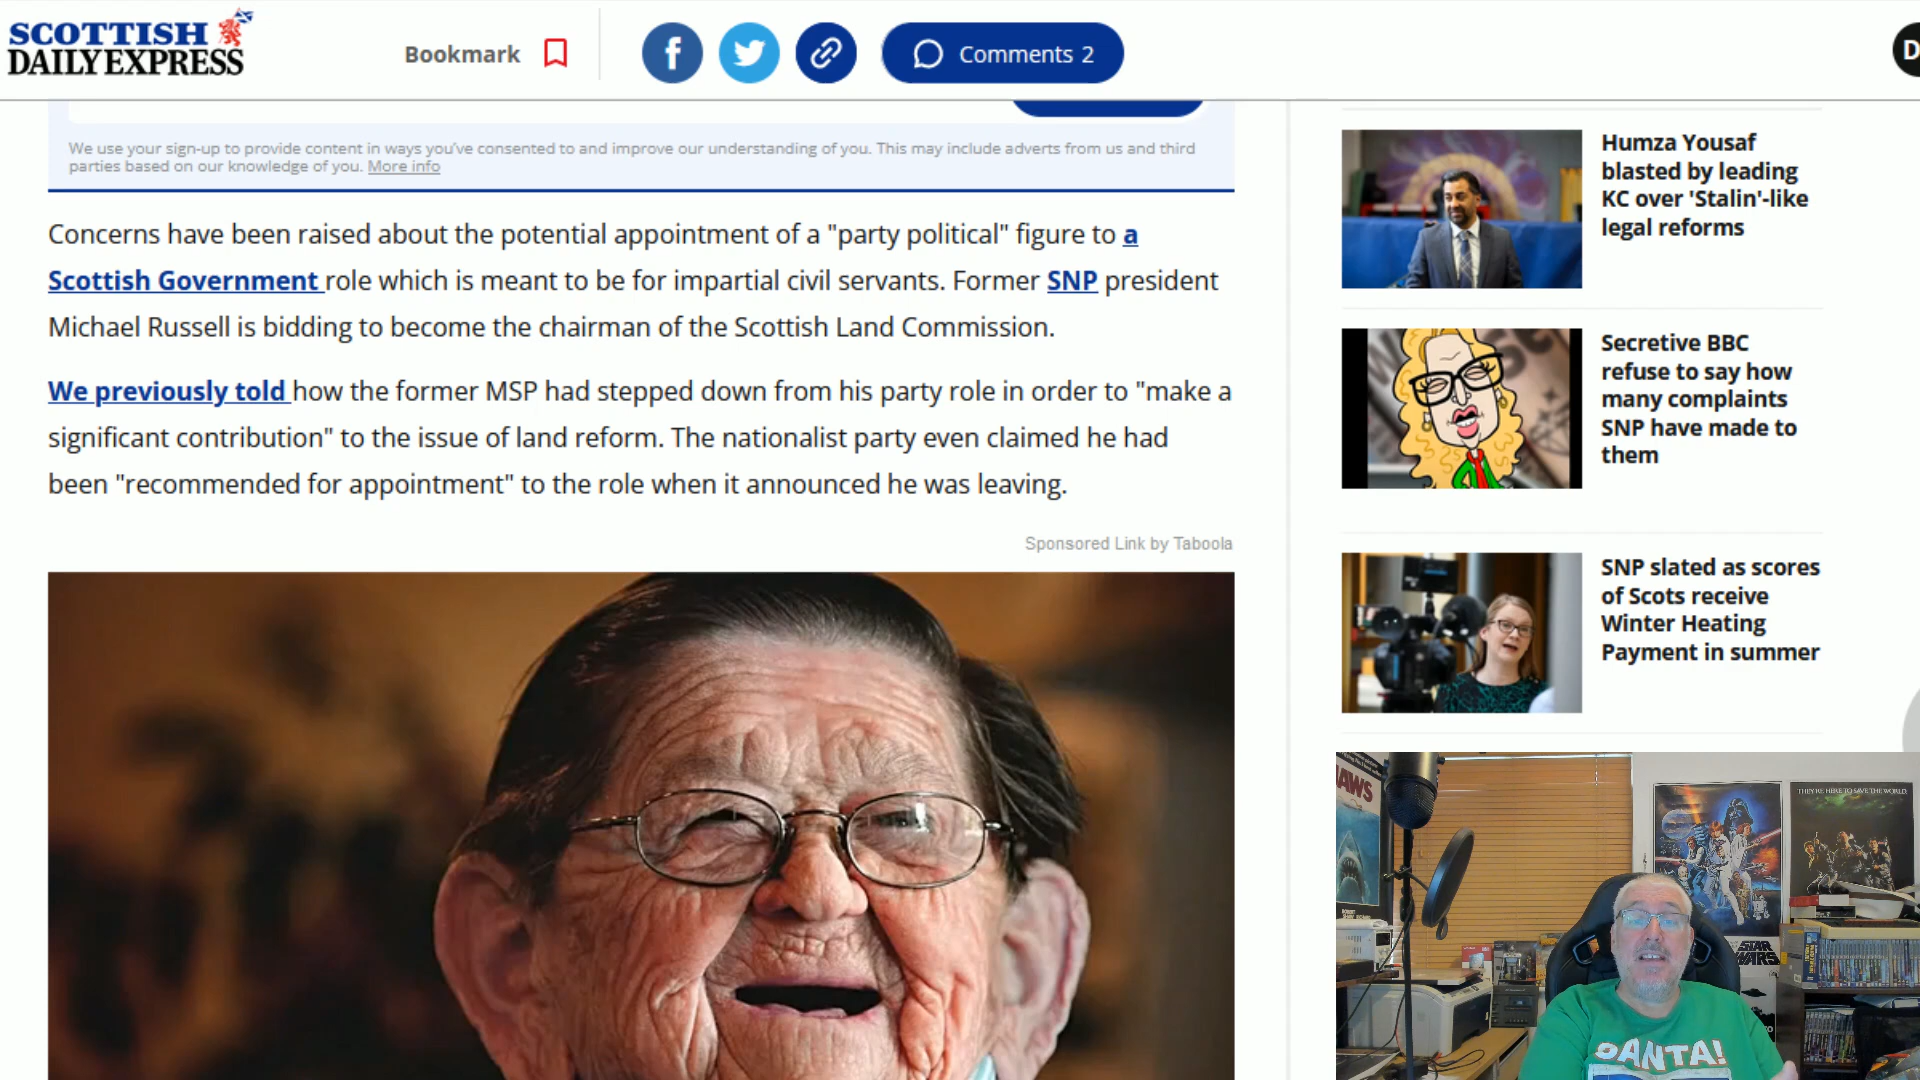 SCOTTISH
DAILY EXPRESS
Bookmark
Comments 2
D
We use your sign-up to provide content in ways you've consented to and improve our understanding of you. This may include adverts from us and third
parties based on our knowledge of you. More info
Concerns have been raised about the potential appointment of a "party political" figure to a
Scottish Government role which is meant to be for impartial civil servants. Former SNP president
Michael Russell is bidding to become the chairman of the Scottish Land Commission.
We previously told how the former MSP had stepped down from his party role in order to "make a
significant contribution" to the issue of land reform. The nationalist party even claimed he had
been "recommended for appointment" to the role when it announced he was leaving.
Sponsored Link by Taboola
Humza Yousaf
blasted by leading
KC over 'Stalin'-like
legal reforms
Secretive BBC
refuse to say how
many complaints
SNP have made to
them
SNP slated as scores
of Scots receive
Winter Heating
Payment in summer
THEY'RE HERE TO SAVE THE WORLD.
STAR
WARS
SANTA!